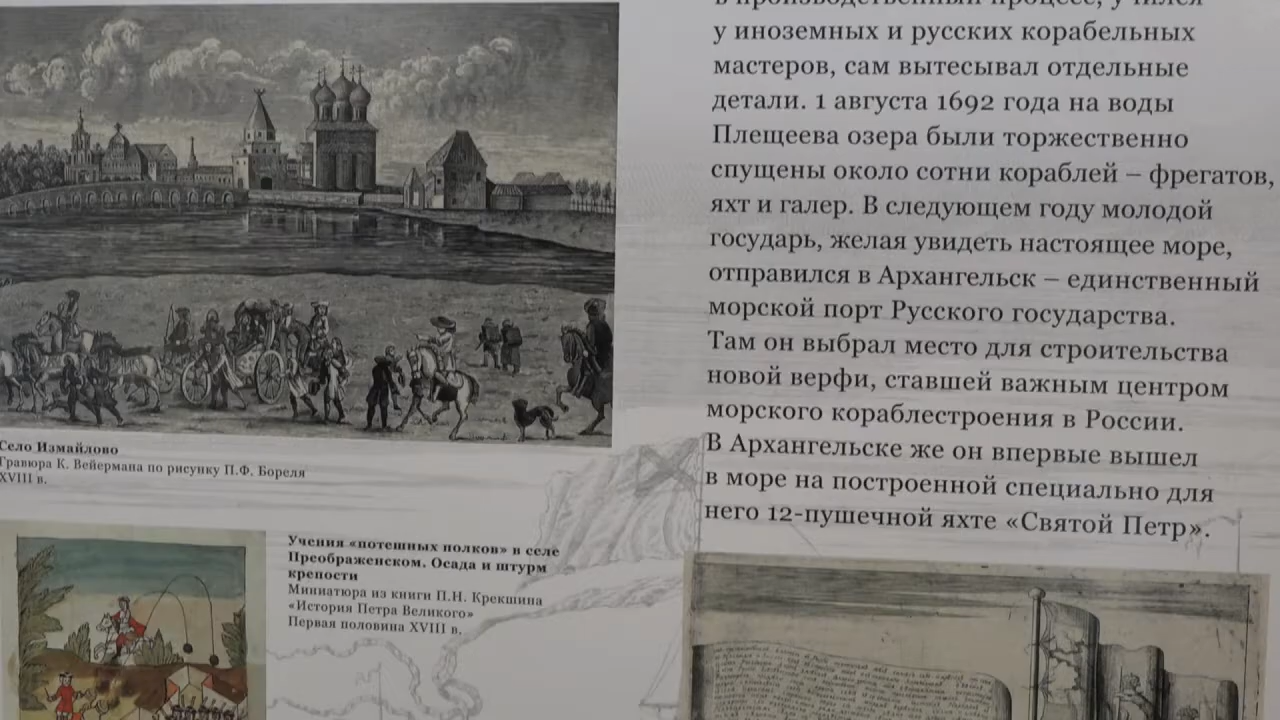 у иноземных и русских корабельных
мастеров, сам вытесывал отдельные
детали. 1 августа 1692 года на воды
Плещеева озера были торжественно
спущены около сотни кораблей – фрегатов,
яхт и галер. В следующем году молодой
государь, желая увидеть настоящее море,
отправился в Архангельск – единственный
морской порт Русского государства.
Там он выбрал место для строительства
новой верфи, ставшей важным центром
морского кораблестроения в России.
В Архангельске же он впервые вышел
в море на построенной специально для
него 12-пушечной яхте «Святой Петр».
Село Измайлово
Гравюра К. Вейермана по рисунку П.Ф. Бореля
XVIII в.
Учения «потешных полков» в селе
Преображенском. Осада и штурм
крепости
Миниатюра из книги П.Н. Крекшина
«История Петра Великого»
Первая половина XVIII в.